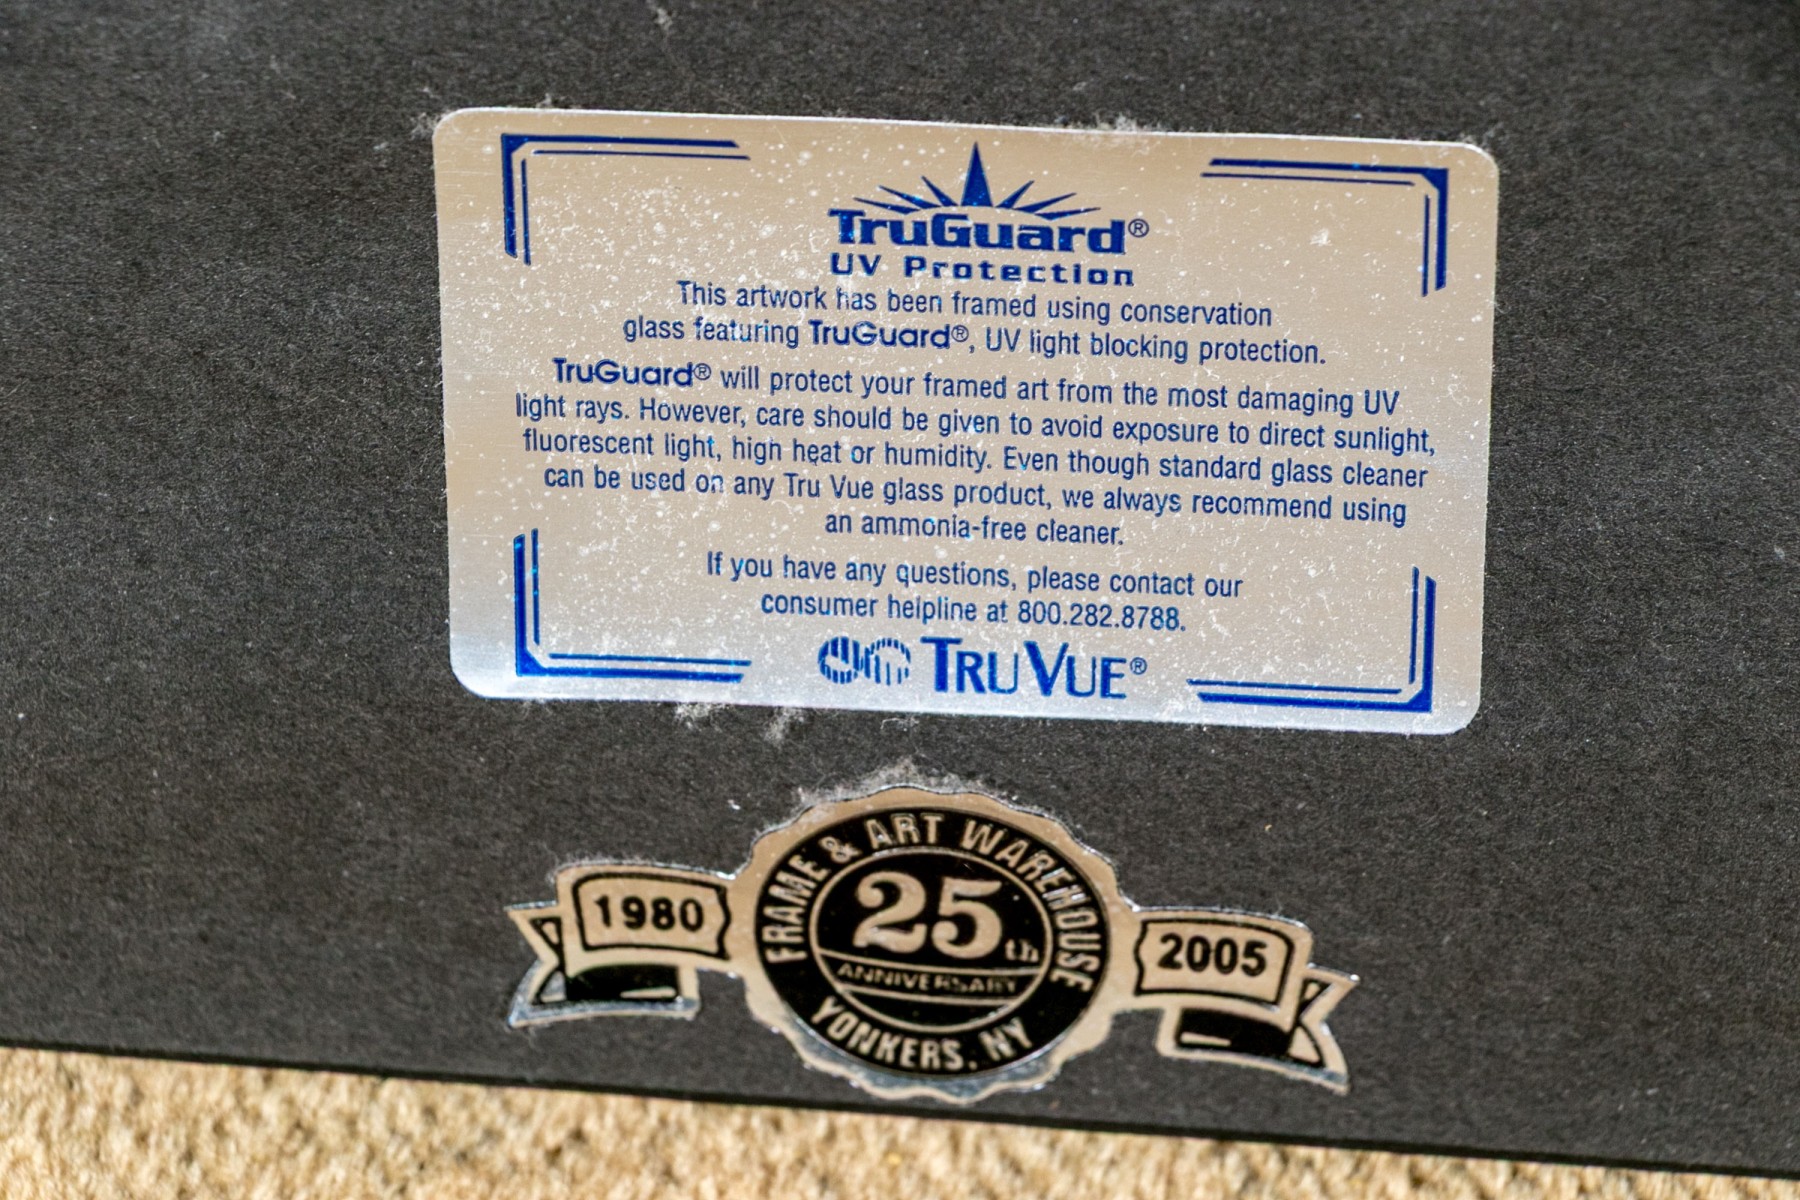 TruGuard®
UV Protection
This artwork has been framed using conservation
glass featuring TruGuard®, UV light blocking protection.
TruGuard® will protect your framed art from the most damaging UV
light rays. However, care should be given to avoid exposure to direct sunlight,
fluorescent light, high heat or humidity. Even though standard glass cleaner
can be used on any Tru Vue glass product, we always recommend using
an ammonia-free cleaner.
If you have any questions, please contact our
consumer helpline at 800.282.8788.
TRU VUE®
FRAME & ART WAREHOUSE
1980
25th
2005
ANNIVERSARY
YONKERS, NY